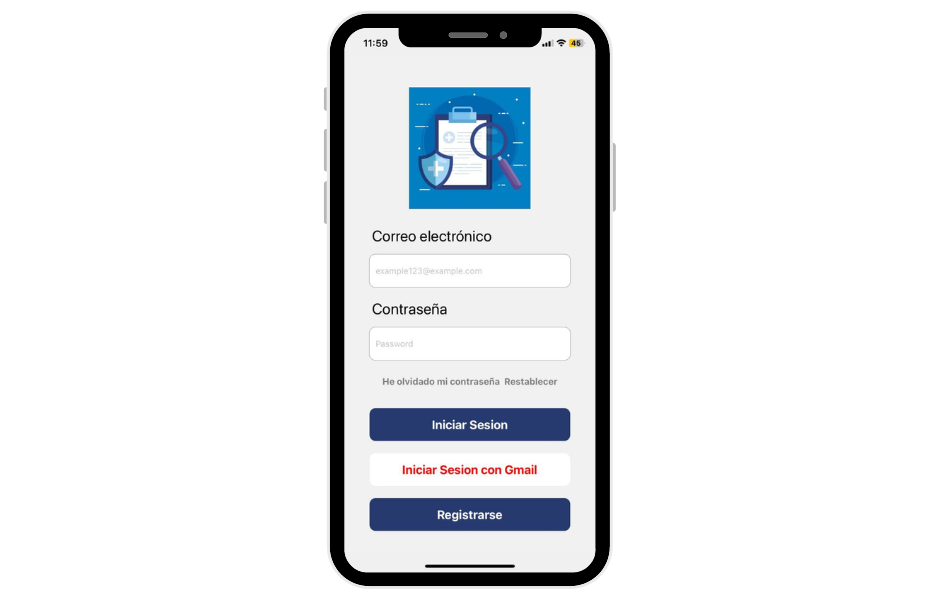 11:59
46
Correo electrónico
example123@example.com
Contraseña
Password
He olvidado mi contraseña Restablecer
Iniciar Sesion
Iniciar Sesion con Gmail
Registrarse